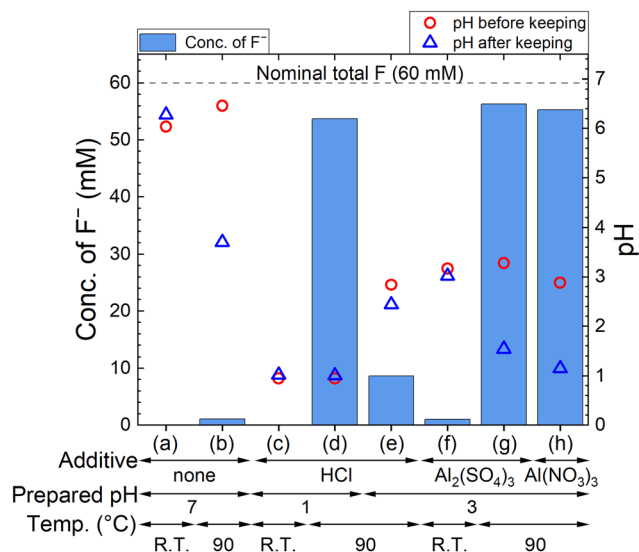 Conc. of F⁻
pH before keeping
pH after keeping
Nominal total F (60 mM)
Conc. of F⁻ (mM)
60
50
40
30
20
10
0
pH
7
6
5
4
3
2
1
0
(a) (b) (c) (d) (e) (f) (g) (h)
Additive
none HCl Al₂(SO₄)₃ Al(NO₃)₃
Prepared pH
7 1 3
Temp. (°C)
R.T. 90 R.T. 90 R.T. 90